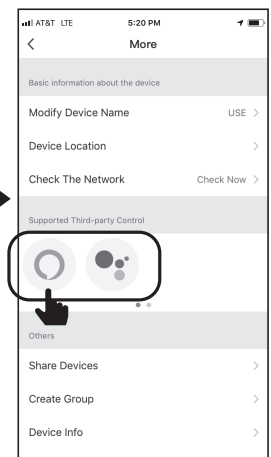 AT&T LTE 5:20 PM
More
Basic information about the device
Modify Device Name USE
Device Location
Check The Network Check Now
Supported Third-party Control
Others
Share Devices
Create Group
Device Info